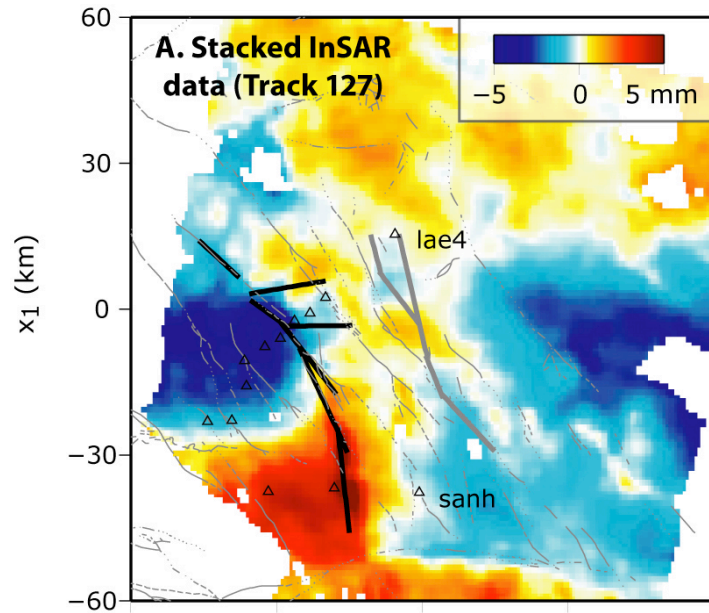 60
A. Stacked InSAR
data (Track 127)
−5 0 5 mm
30
lae4
x₁ (km)
0
−30
sanh
−60